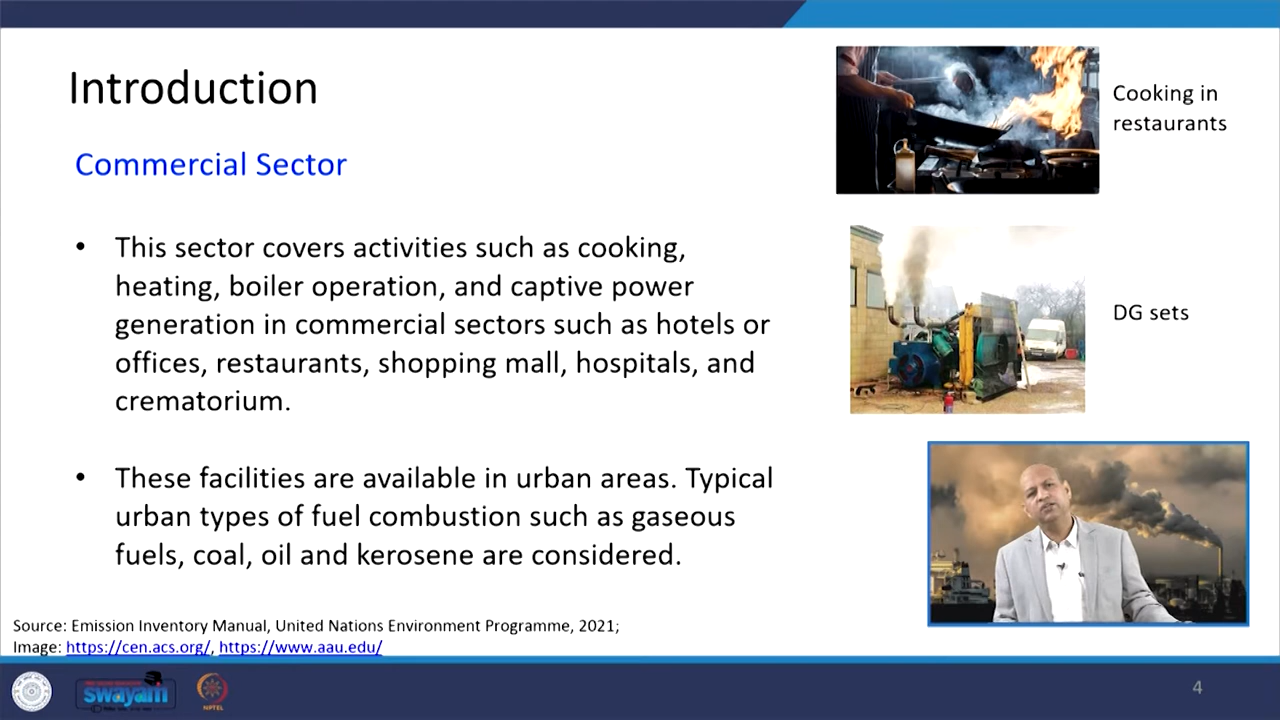 Introduction
Commercial Sector
• This sector covers activities such as cooking,
heating, boiler operation, and captive power
generation in commercial sectors such as hotels or
offices, restaurants, shopping mall, hospitals, and
crematorium.
• These facilities are available in urban areas. Typical
urban types of fuel combustion such as gaseous
fuels, coal, oil and kerosene are considered.
Cooking in
restaurants
DG sets
Source: Emission Inventory Manual, United Nations Environment Programme, 2021;
Image: https://cen.acs.org/, https://www.aau.edu/
swayam
NPTEL
4